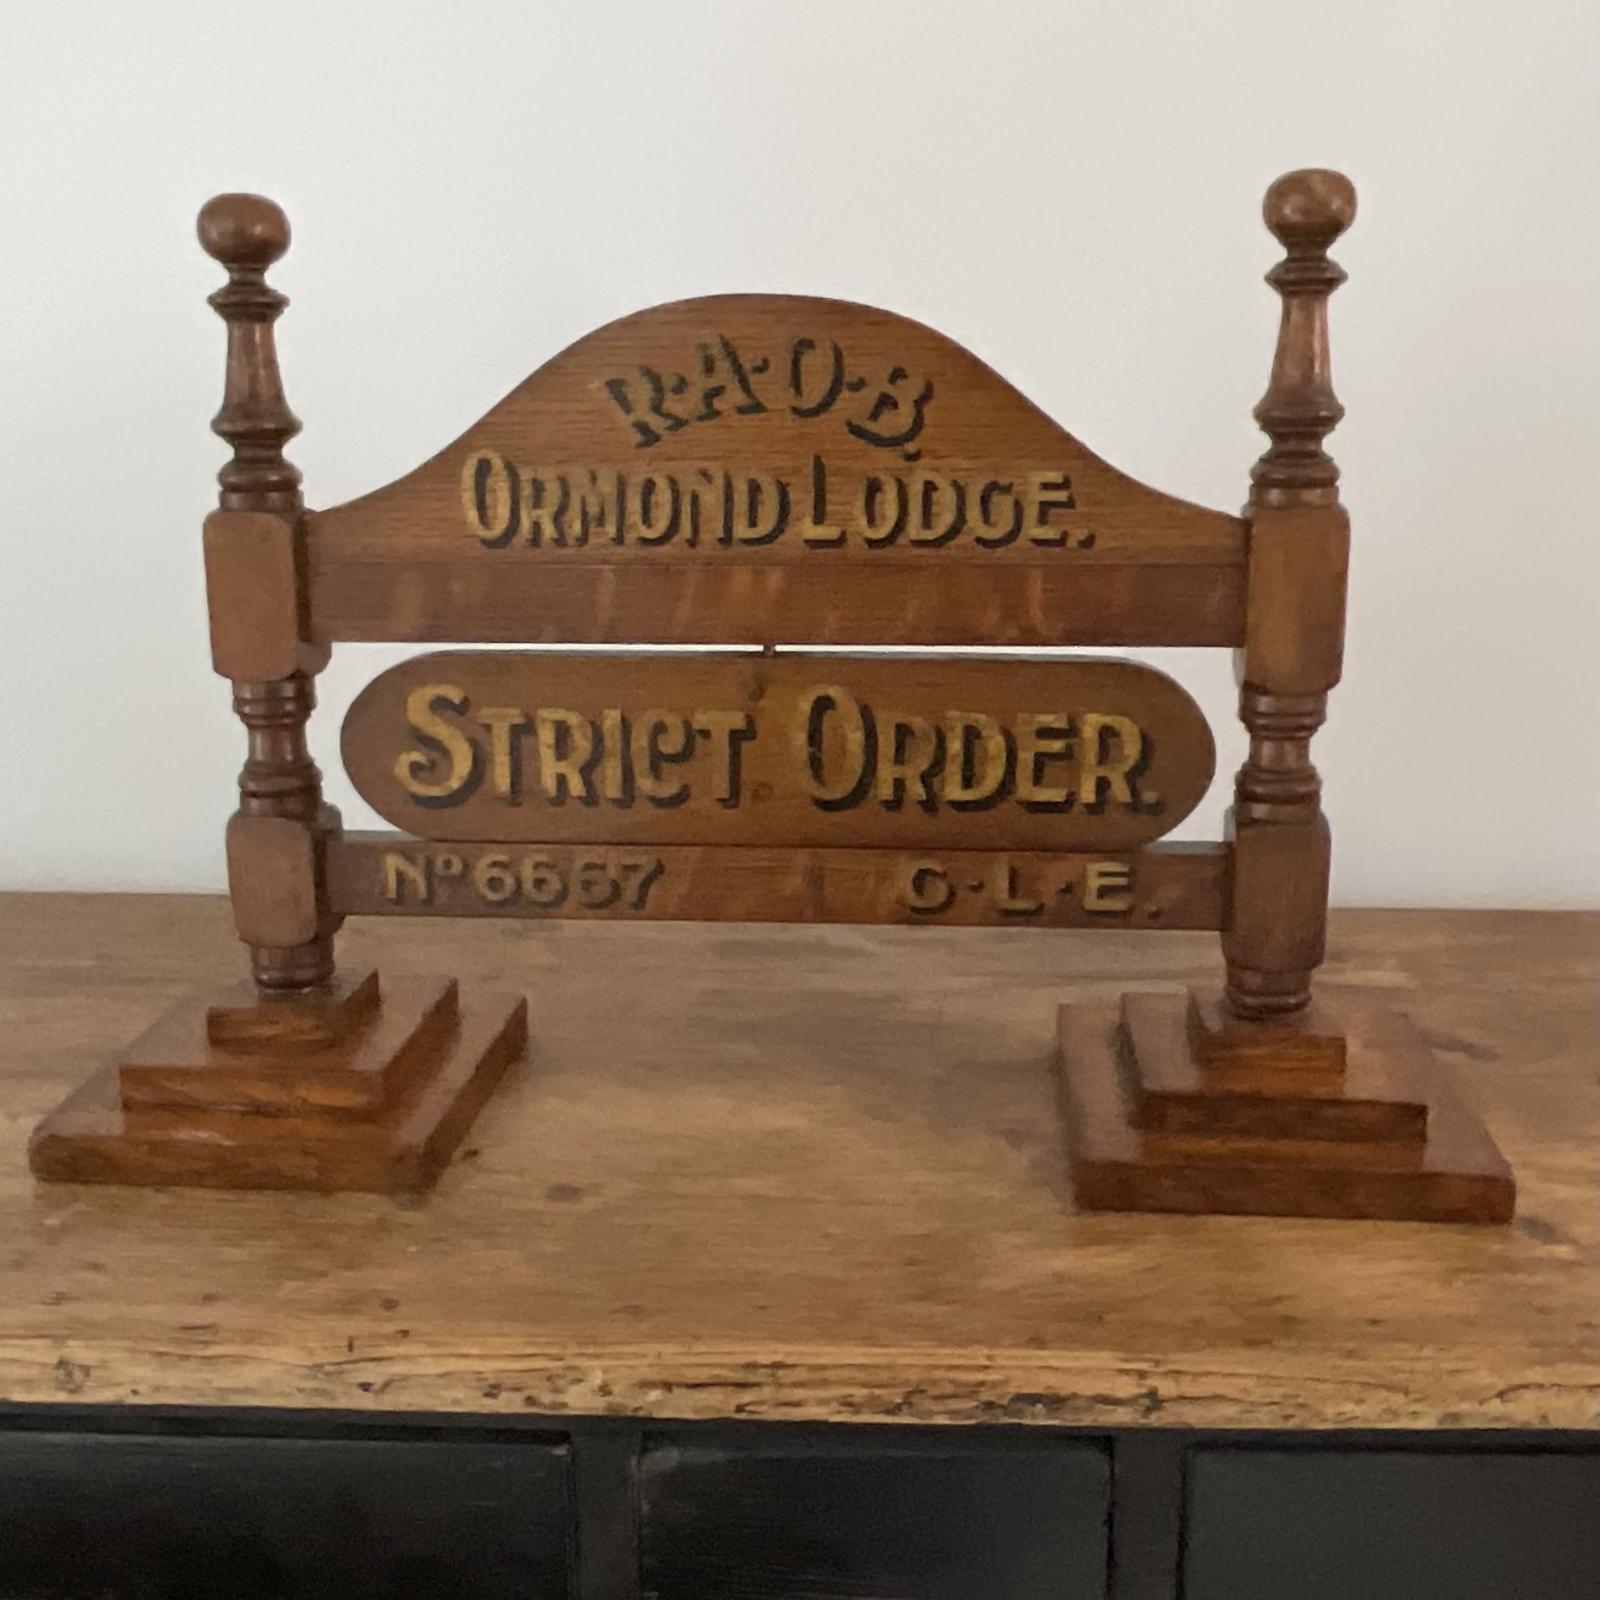 R·A·O·B.
ORMOND LODGE.
STRICT ORDER.
No 6667 G·L·E.